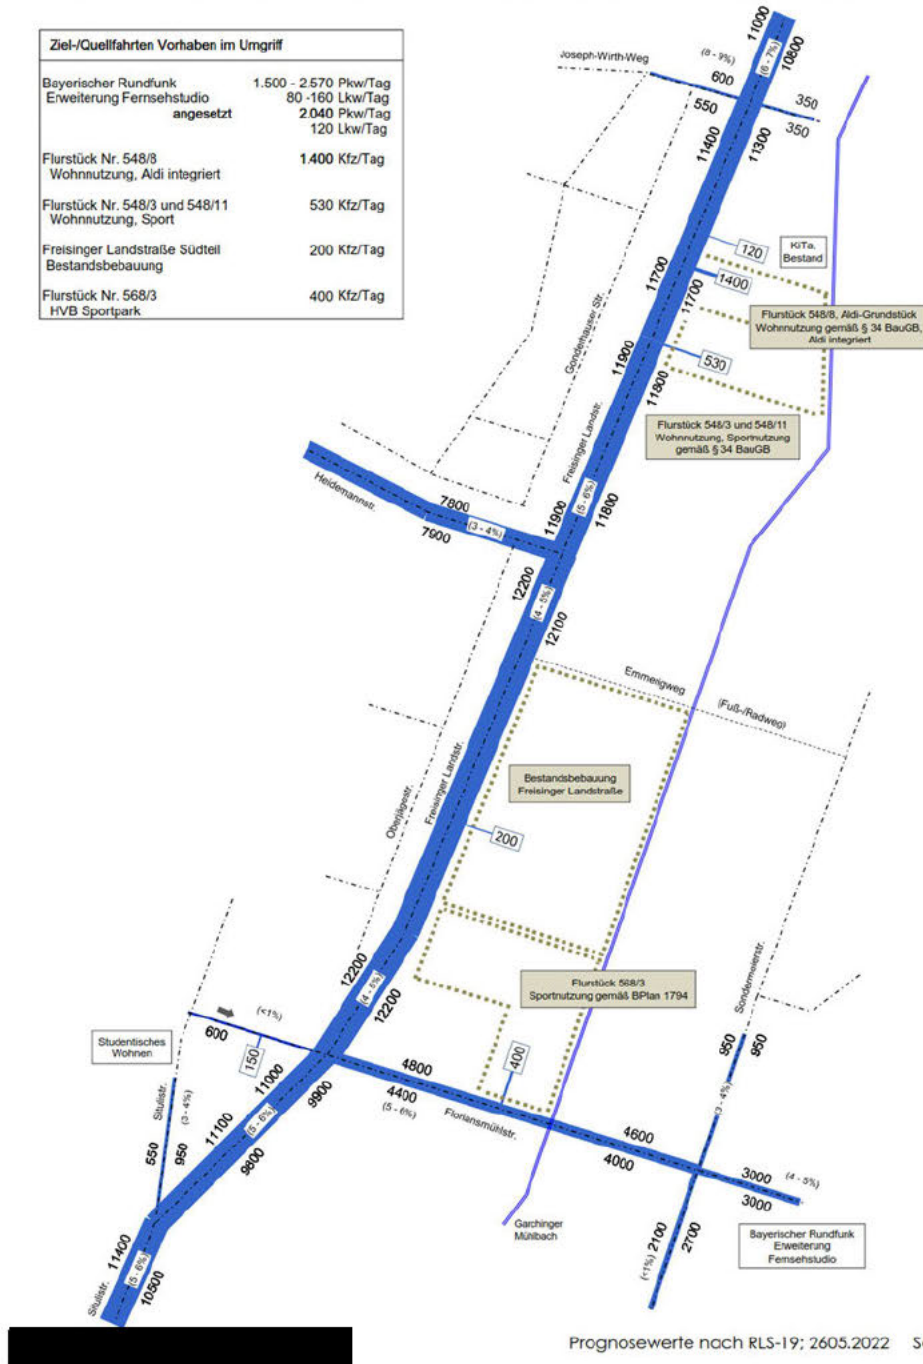 Ziel-/Quellfahrten Vorhaben im Umgriff
Bayerischer Rundfunk 1.500 - 2.570 Pkw/Tag
Erweiterung Fernsehstudio 80 -160 Lkw/Tag
angesetzt 2.040 Pkw/Tag
120 Lkw/Tag
Flurstück Nr. 548/8 1.400 Kfz/Tag
Wohnnutzung, Aldi integriert
Flurstück Nr. 548/3 und 548/11 530 Kfz/Tag
Wohnnutzung, Sport
Freisinger Landstraße Südteil 200 Kfz/Tag
Bestandsbebauung
Flurstück Nr. 568/3 400 Kfz/Tag
HVB Sportpark
11000
(6 - 7%)
10800
Joseph-Wirth-Weg
(8 - 9%)
600
550
350
350
11400
11300
120
KiTa,
Bestand
11700
1400
11700
Flurstück 548/8, Aldi-Grundstück
Wohnnutzung gemäß § 34 BauGB,
Aldi integriert
Gondershauser Str.
11900
530
11800
Flurstück 548/3 und 548/11
Wohnnutzung, Sportnutzung
gemäß § 34 BauGB
Freisinger Landstr.
Heidemannstr.
7800
(3 - 4%)
7900
11900
(5 - 6%)
11800
12200
(4 - 5%)
12100
Emmerigweg
(Fuß-/Radweg)
Bestandsbebauung
Freisinger Landstraße
Freisinger Landstr.
Oberjägerstr.
200
12200
(4 - 5%)
12200
Flurstück 568/3
Sportnutzung gemäß BPlan 1794
Sondermeierstr.
(<1%)
600
150
Studentisches
Wohnen
Situlistr.
(3 - 4%)
550
950
11000
9900
11100
(5 - 6%)
9800
4800
4400
(5 - 6%)
400
Floriansmühlstr.
950
950
(3 - 4%)
4600
4000
3000
(4 - 5%)
3000
2100
2700
(<1%)
Garchinger
Mühlbach
Bayerischer Rundfunk
Erweiterung
Fernsehstudio
11400
(5 - 6%)
10500
Situlistr.
Prognosewerte nach RLS-19; 2605.2022